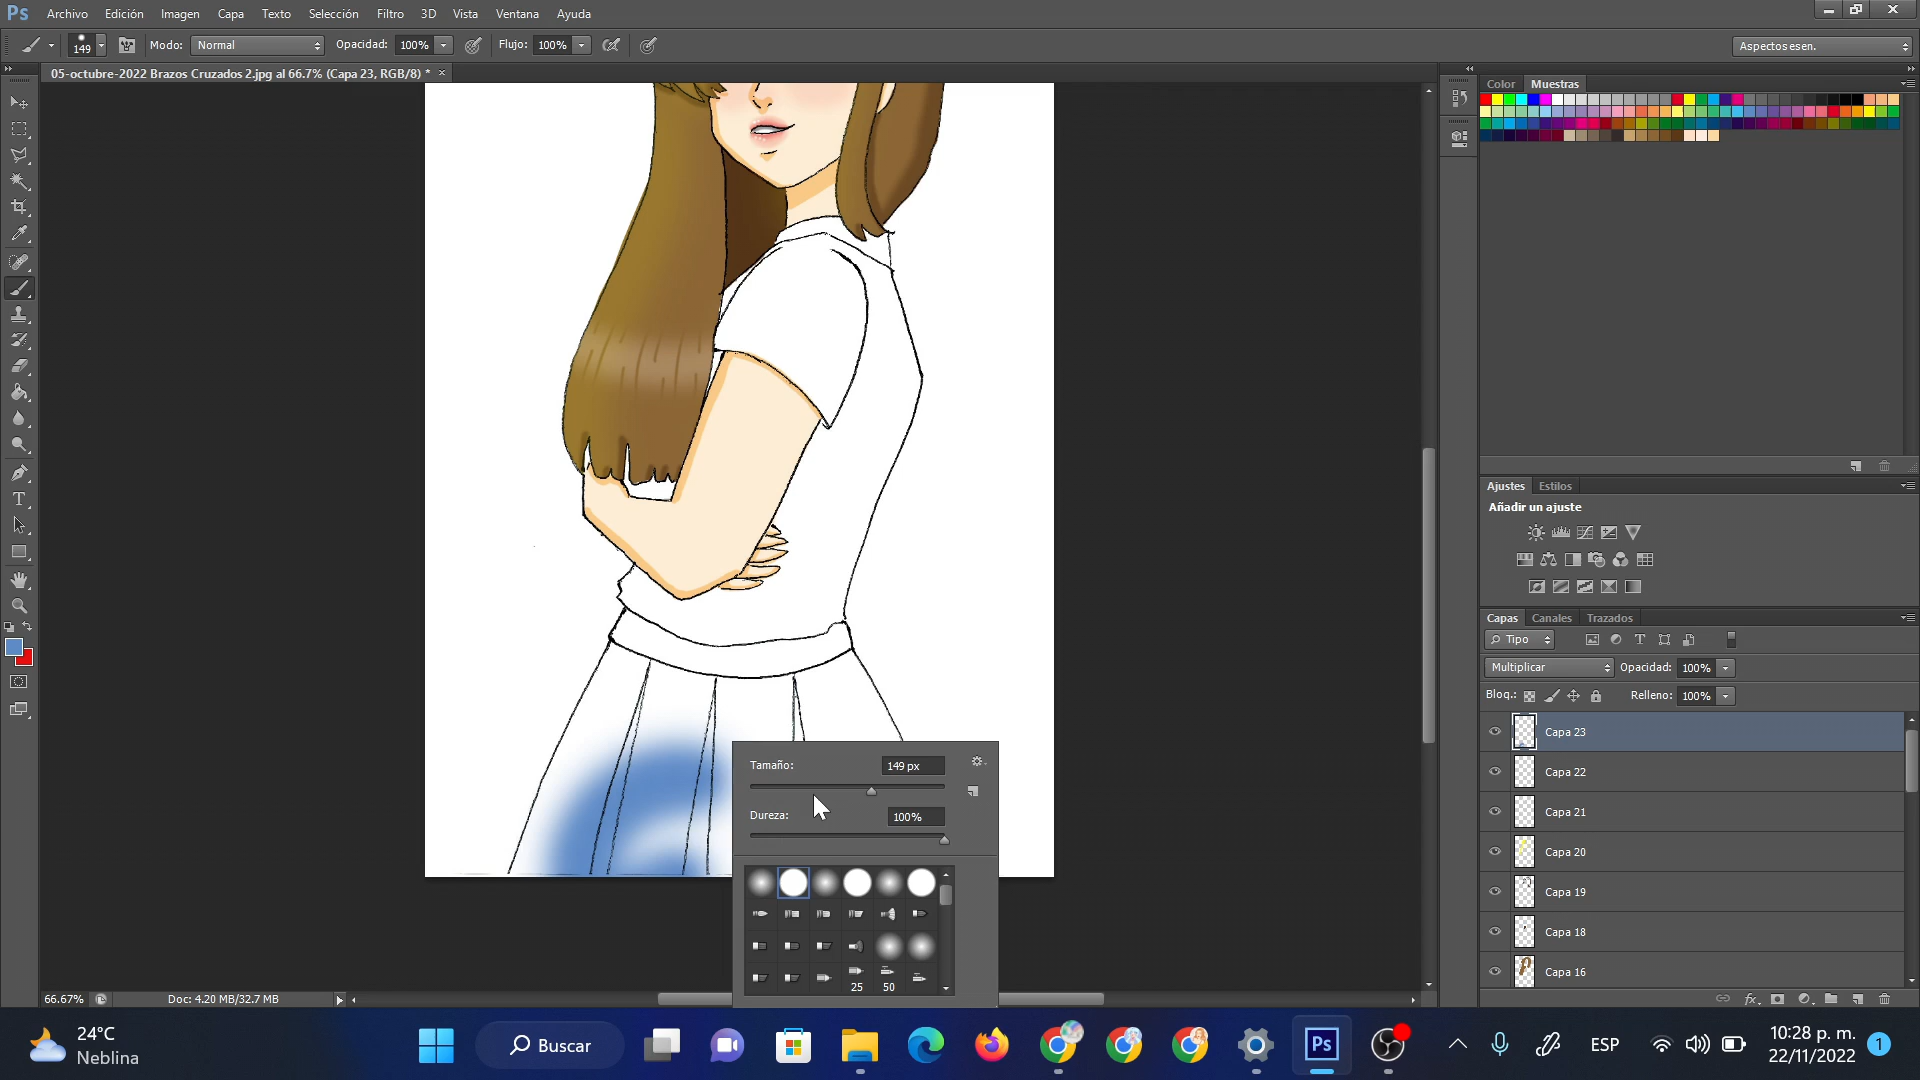 Ps Archivo Edición Imagen Capa Texto Selección Filtro 3D Vista Ventana Ayuda
149 Modo: Normal Opacidad: 100% Flujo: 100% Aspectos esen.
05-octubre-2022 Brazos Cruzados 2.jpg al 66.7% (Capa 23, RGB/8) * ×
Color Muestras
Ajustes Estilos
Añadir un ajuste
Capas Canales Trazados
Tipo
Multiplicar Opacidad: 100%
Bloq.: Relleno: 100%
Capa 23
Capa 22
Capa 21
Capa 20
Capa 19
Capa 18
Capa 16
Tamaño: 149 px
Dureza: 100%
25 50
66.67% Doc: 4.20 MB/32.7 MB
24°C
Neblina
Buscar
Ps
ESP
10:28 p. m.
22/11/2022
1